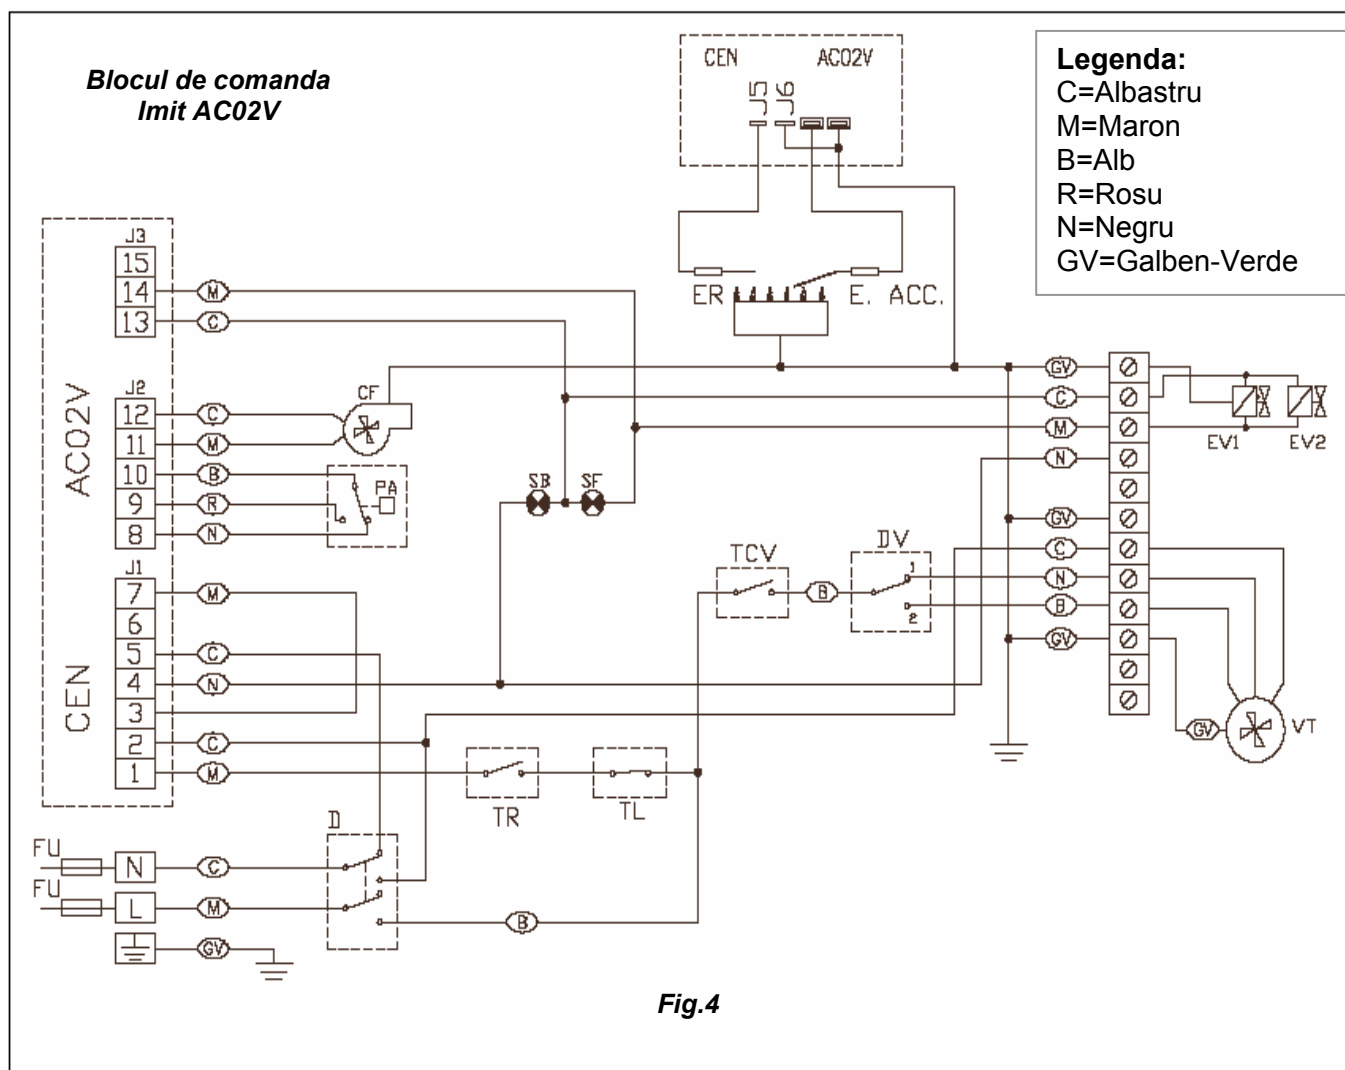 Blocul de comanda
Imit AC02V
CEN AC02V
J5 J6
Legenda:
C=Albastru
M=Maron
B=Alb
R=Rosu
N=Negru
GV=Galben-Verde
ER E. ACC.
AC02V
CEN
J3
15
14 M
13 C
J2
12 C
11 M
10 B
9 R
8 N
J1
7 M
6
5 C
4 N
3
2 C
1 M
CF
PA
SB SF
GV
C
M
N
GV
C
N
B
GV
EV1 EV2
TCV
B
DV
1
2
GV VT
TR TL
D
FU N C
FU L M
GV
B
Fig.4